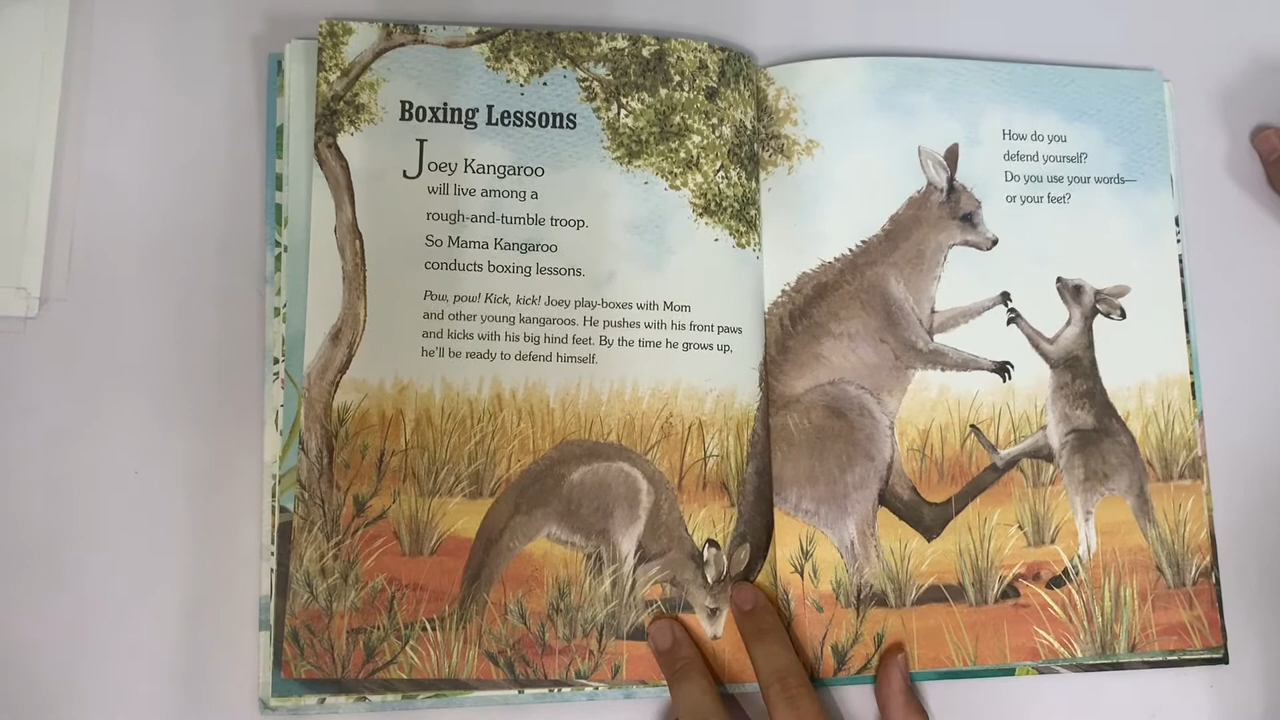 Boxing Lessons
Joey Kangaroo
will live among a
rough-and-tumble troop.
So Mama Kangaroo
conducts boxing lessons.
Pow, pow! Kick, kick! Joey play-boxes with Mom
and other young kangaroos. He pushes with his front paws
and kicks with his big hind feet. By the time he grows up,
he'll be ready to defend himself.
How do you
defend yourself?
Do you use your words—
or your feet?